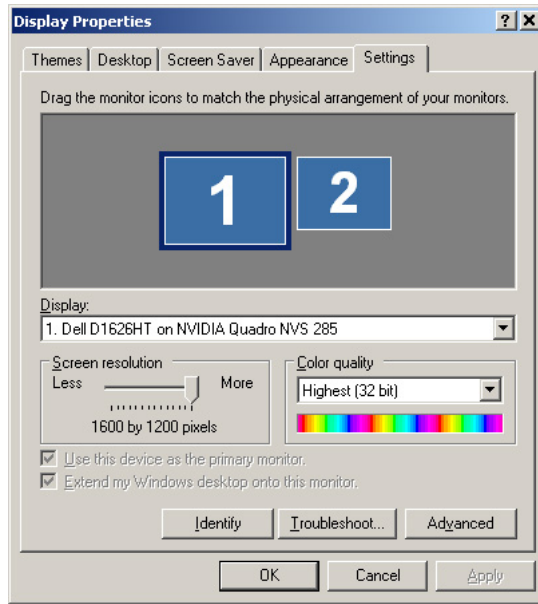 Display Properties
Themes Desktop Screen Saver Appearance Settings
Drag the monitor icons to match the physical arrangement of your monitors.
1 2
Display:
1. Dell D1626HT on NVIDIA Quadro NVS 285
Screen resolution
Less More
1600 by 1200 pixels
Color quality
Highest (32 bit)
Use this device as the primary monitor.
Extend my Windows desktop onto this monitor.
Identify Troubleshoot... Advanced
OK Cancel Apply